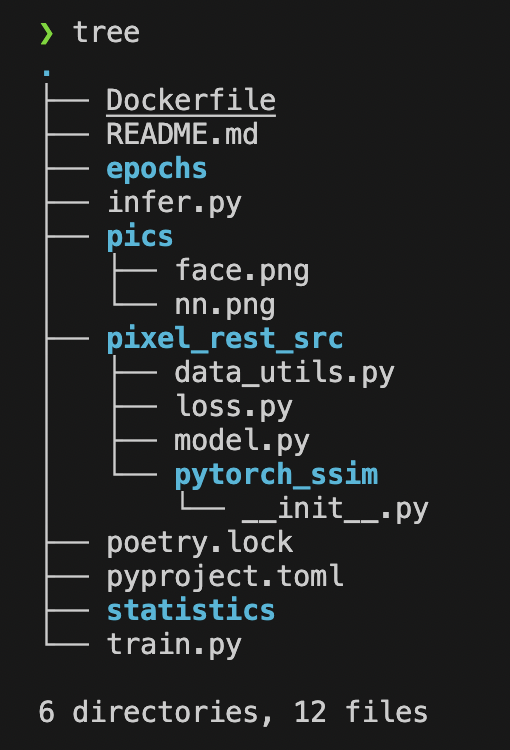 ❯ tree
.
├── Dockerfile
├── README.md
├── epochs
├── infer.py
├── pics
│   ├── face.png
│   └── nn.png
├── pixel_rest_src
│   ├── data_utils.py
│   ├── loss.py
│   ├── model.py
│   └── pytorch_ssim
│       └── __init__.py
├── poetry.lock
├── pyproject.toml
├── statistics
└── train.py

6 directories, 12 files